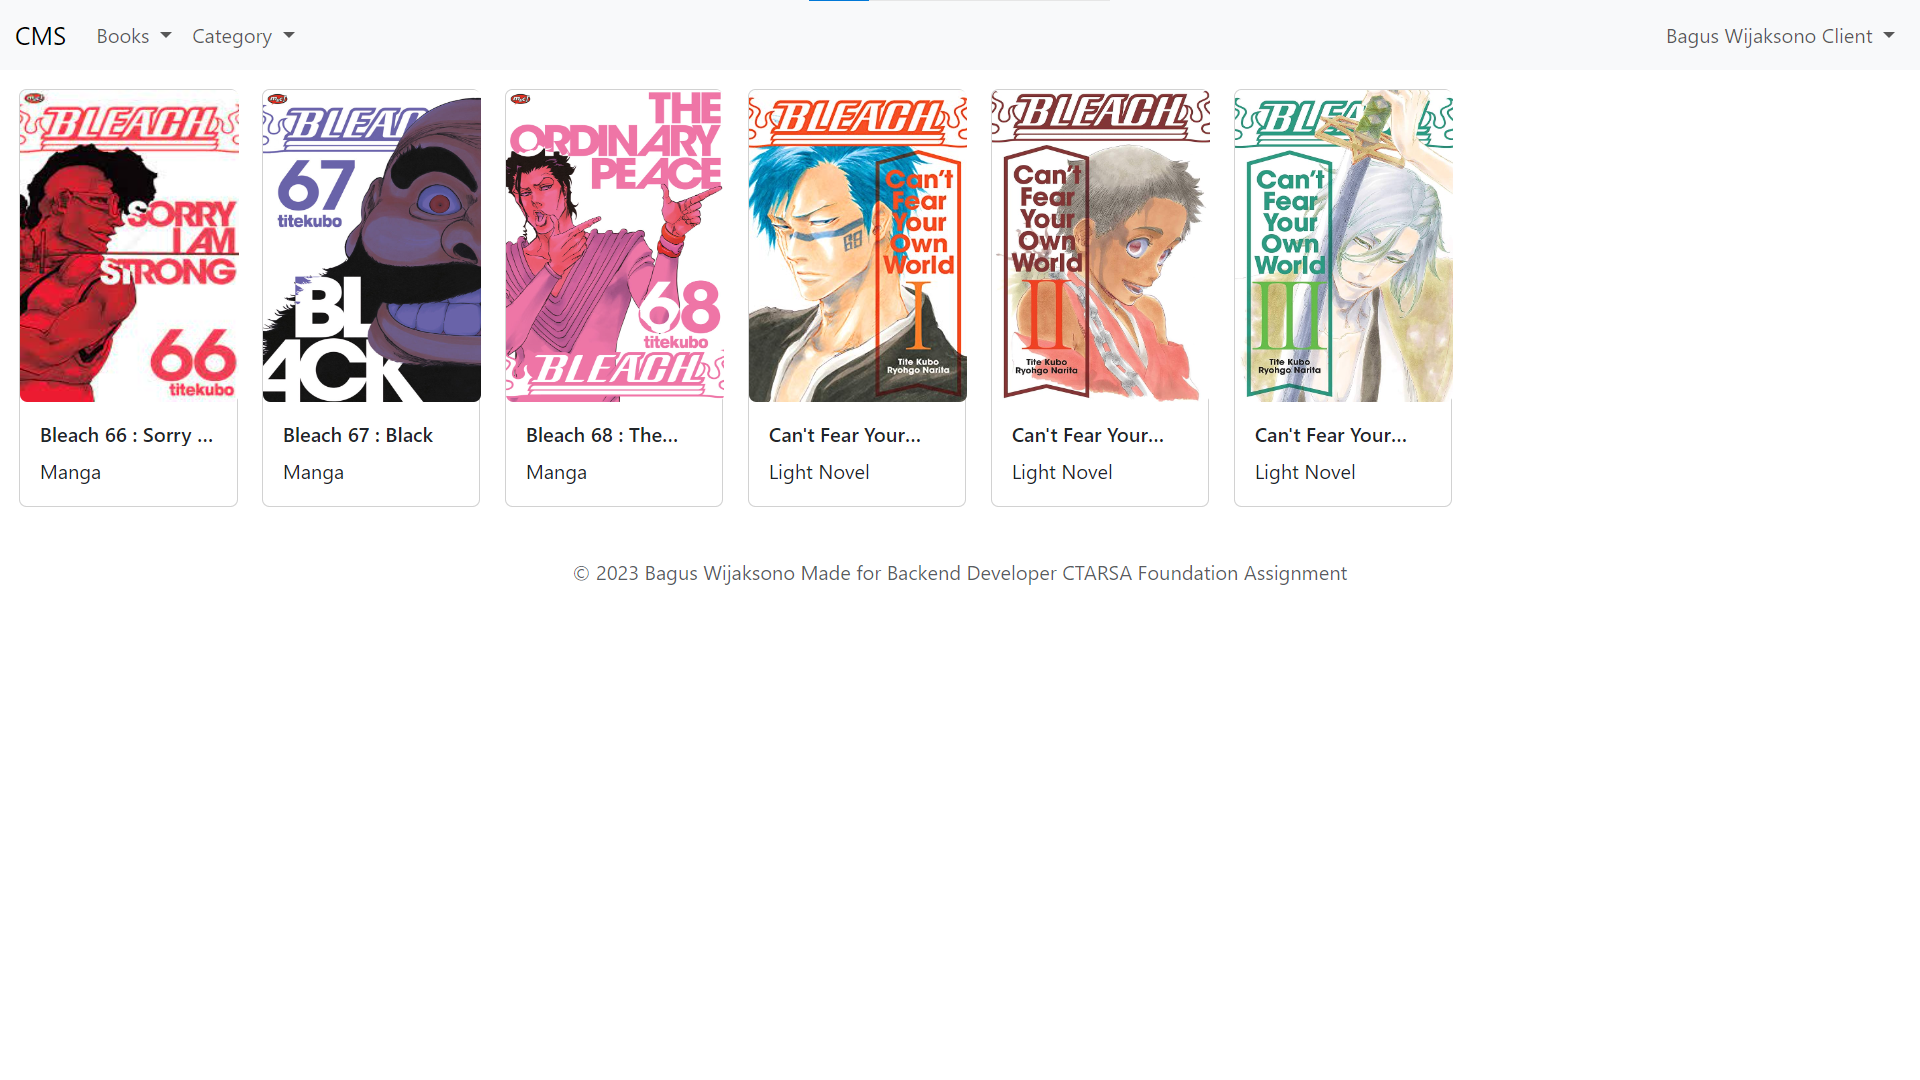 CMS
Books
Category
Bagus Wijaksono Client
BLEACH
SORRY
I AM
STRONG
66
titekubo
Bleach 66 : Sorry ...
Manga
BLEAC
67
titekubo
BL
ACK
Bleach 67 : Black
Manga
THE
ORDINARY
PEACE
68
titekubo
BLEACH
Bleach 68 : The...
Manga
BLEACH
Can't
Fear
Your
Own
World
I
Tite Kubo
Ryohgo Narita
Can't Fear Your...
Light Novel
BLEACH
Can't
Fear
Your
Own
World
II
Tite Kubo
Ryohgo Narita
Can't Fear Your...
Light Novel
BLEACH
Can't
Fear
Your
Own
World
III
Tite Kubo
Ryohgo Narita
Can't Fear Your...
Light Novel
© 2023 Bagus Wijaksono Made for Backend Developer CTARSA Foundation Assignment